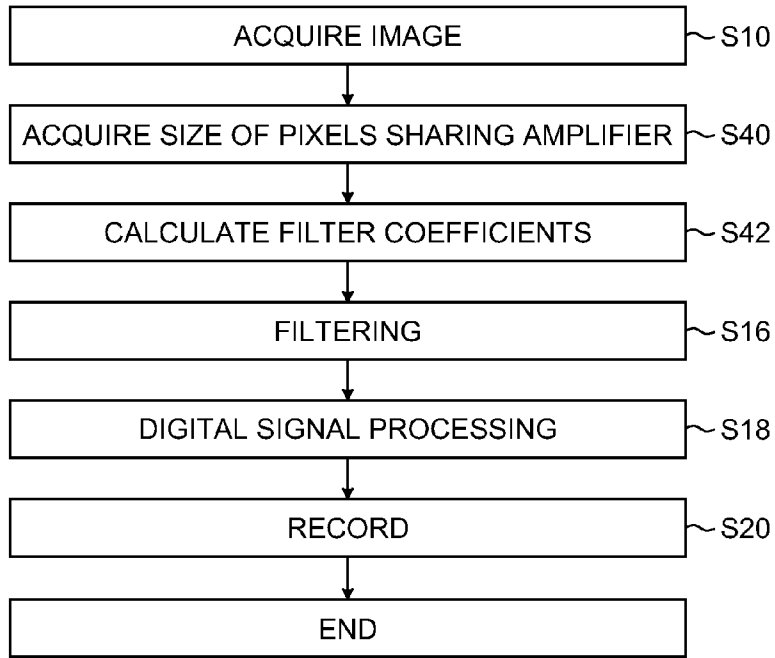 ACQUIRE IMAGE S10
ACQUIRE SIZE OF PIXELS SHARING AMPLIFIER S40
CALCULATE FILTER COEFFICIENTS S42
FILTERING S16
DIGITAL SIGNAL PROCESSING S18
RECORD S20
END